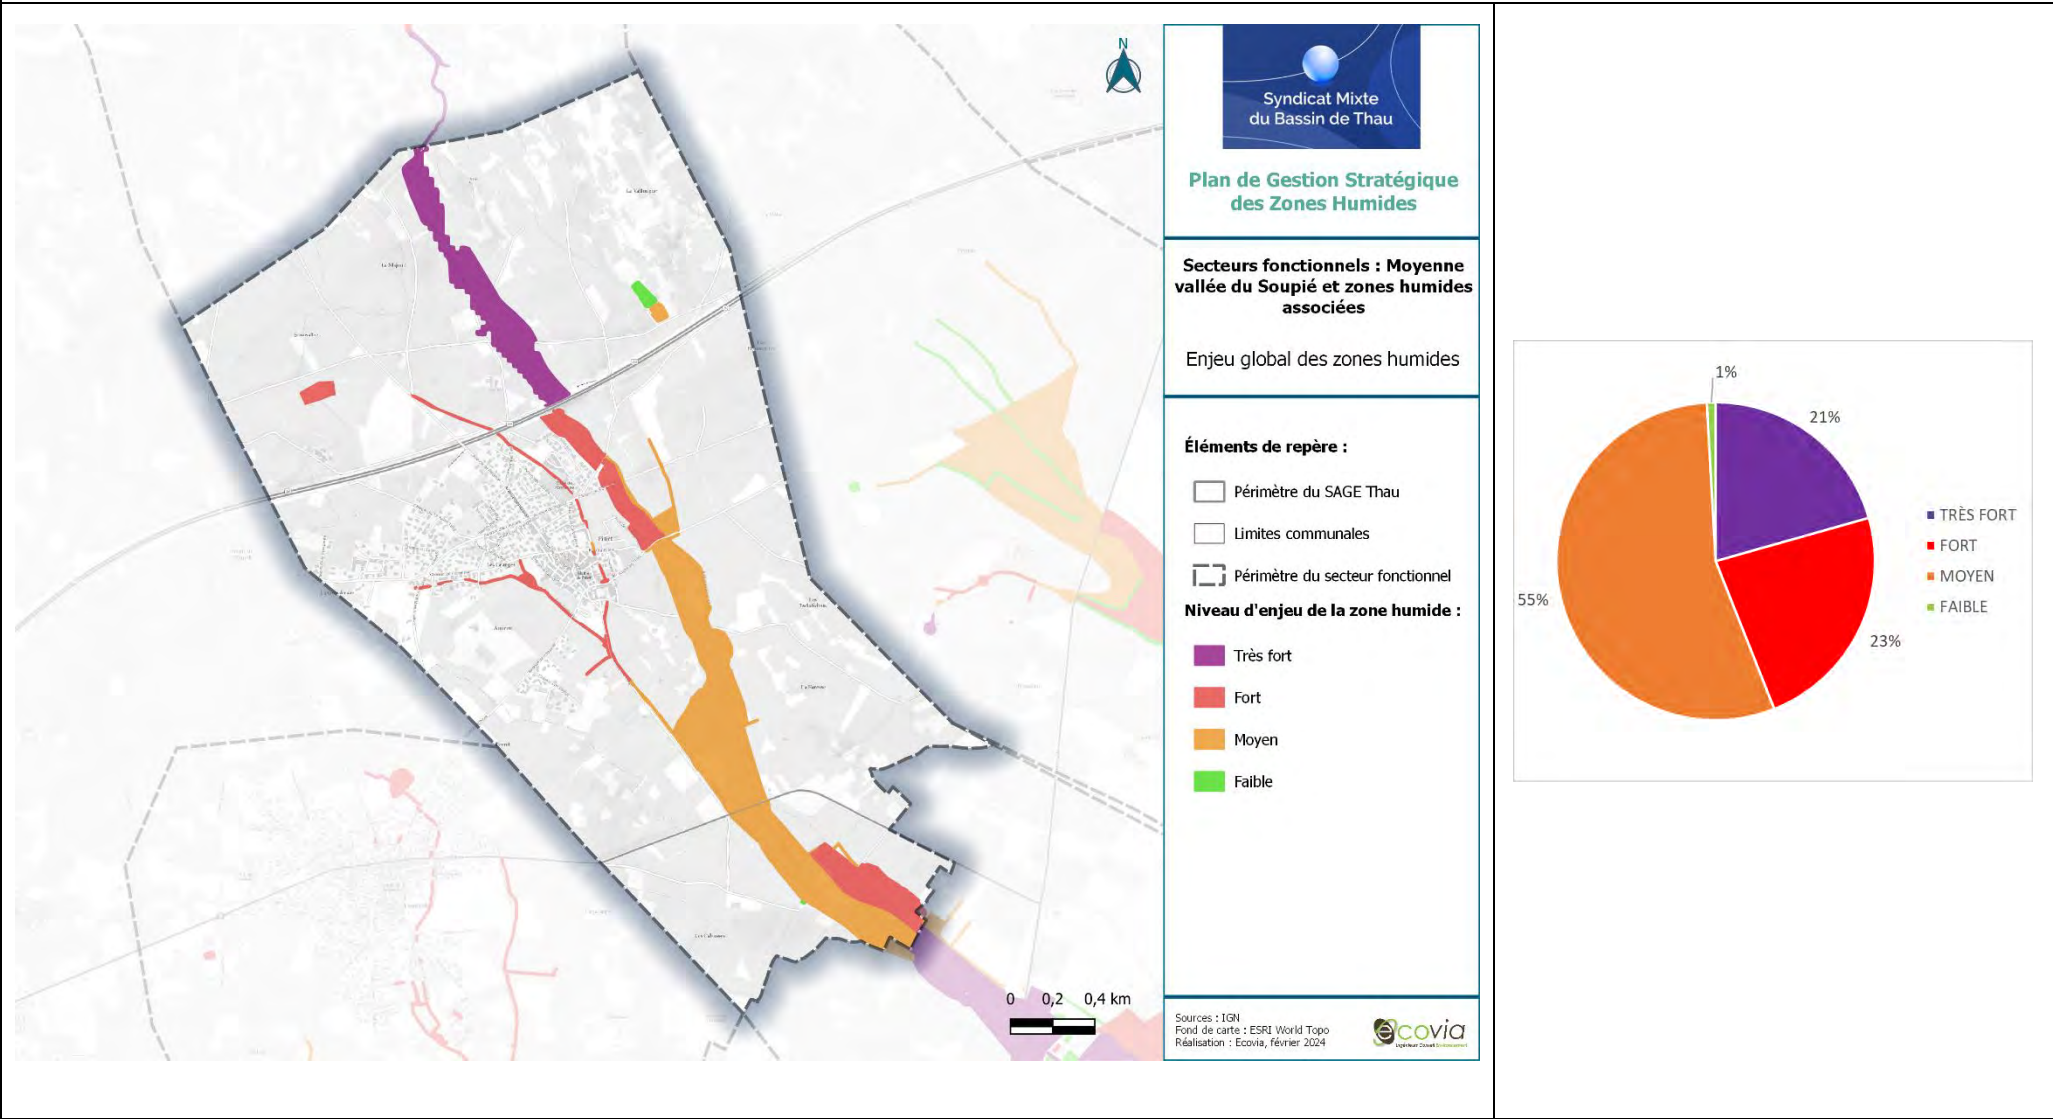 N
Syndicat Mixte
du Bassin de Thau
Plan de Gestion Stratégique
des Zones Humides
Secteurs fonctionnels : Moyenne
vallée du Soupié et zones humides
associées
Enjeu global des zones humides
Éléments de repère :
Périmètre du SAGE Thau
Limites communales
Périmètre du secteur fonctionnel
Niveau d'enjeu de la zone humide :
Très fort
Fort
Moyen
Faible
0 0,2 0,4 km
Sources : IGN
Fond de carte : ESRI World Topo
Réalisation : Ecovia, février 2024
ecovia
1%
21%
55%
23%
TRÈS FORT
FORT
MOYEN
FAIBLE
Pinet